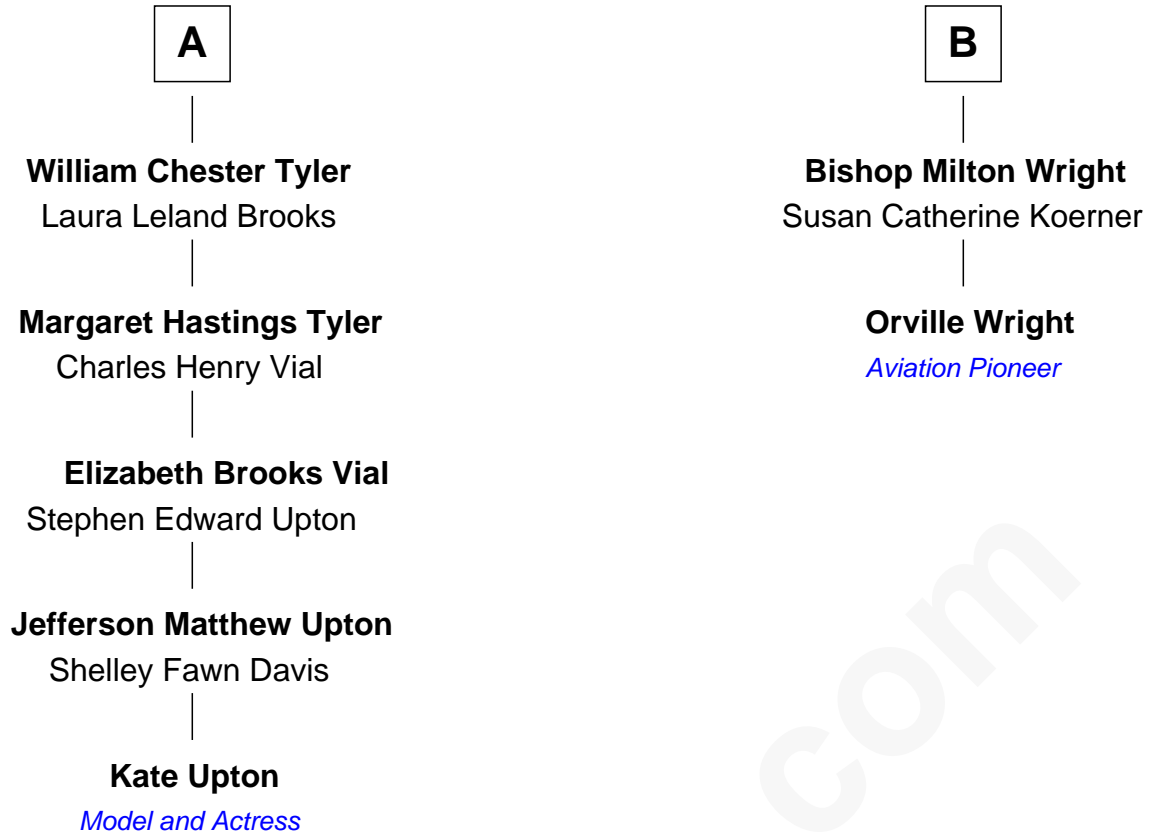 A
William Chester Tyler
Laura Leland Brooks
Margaret Hastings Tyler
Charles Henry Vial
Elizabeth Brooks Vial
Stephen Edward Upton
Jefferson Matthew Upton
Shelley Fawn Davis
Kate Upton
Model and Actress
B
Bishop Milton Wright
Susan Catherine Koerner
Orville Wright
Aviation Pioneer
com